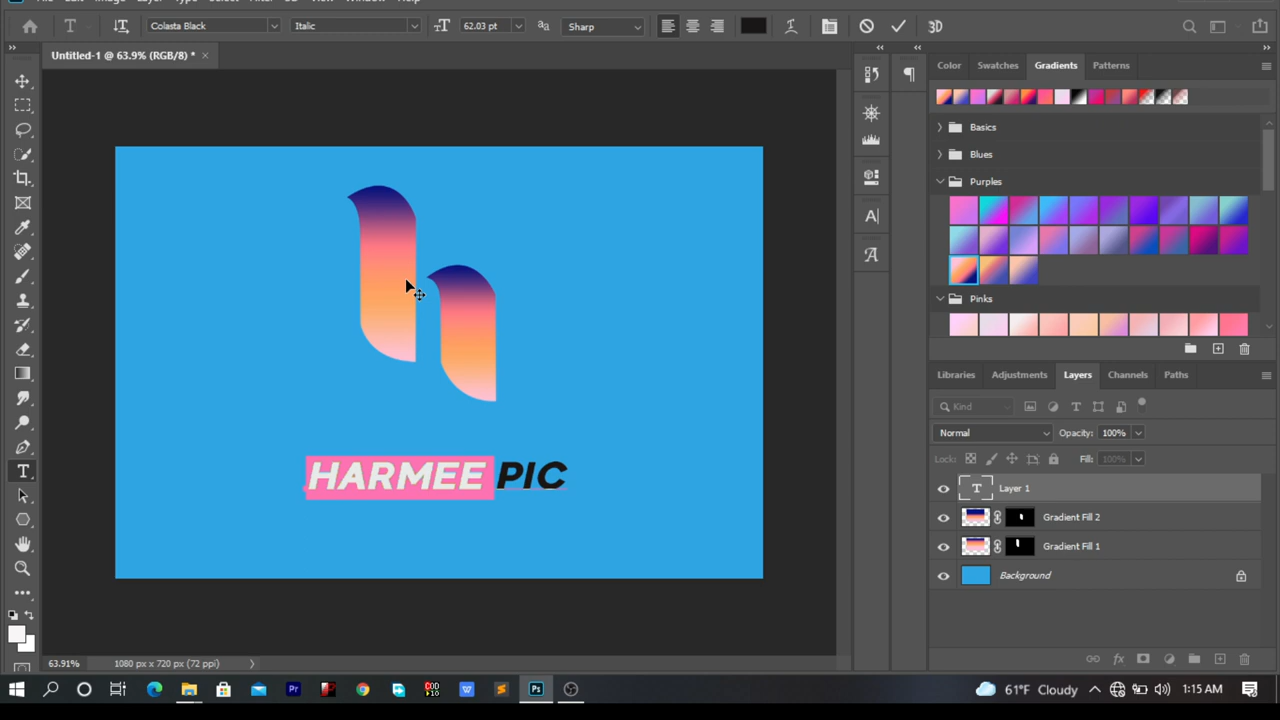 Colasta Black
Italic
62.03 pt
Sharp
3D
Untitled-1 @ 63.9% (RGB/8) *
Color
Swatches
Gradients
Patterns
Basics
Blues
Purples
Pinks
HARMEE PIC
Libraries
Adjustments
Layers
Channels
Paths
Kind
Normal
Opacity: 100%
Lock:
Fill: 100%
Layer 1
Gradient Fill 2
Gradient Fill 1
Background
63.91%
1080 px x 720 px (72 ppi)
61°F Cloudy
1:15 AM